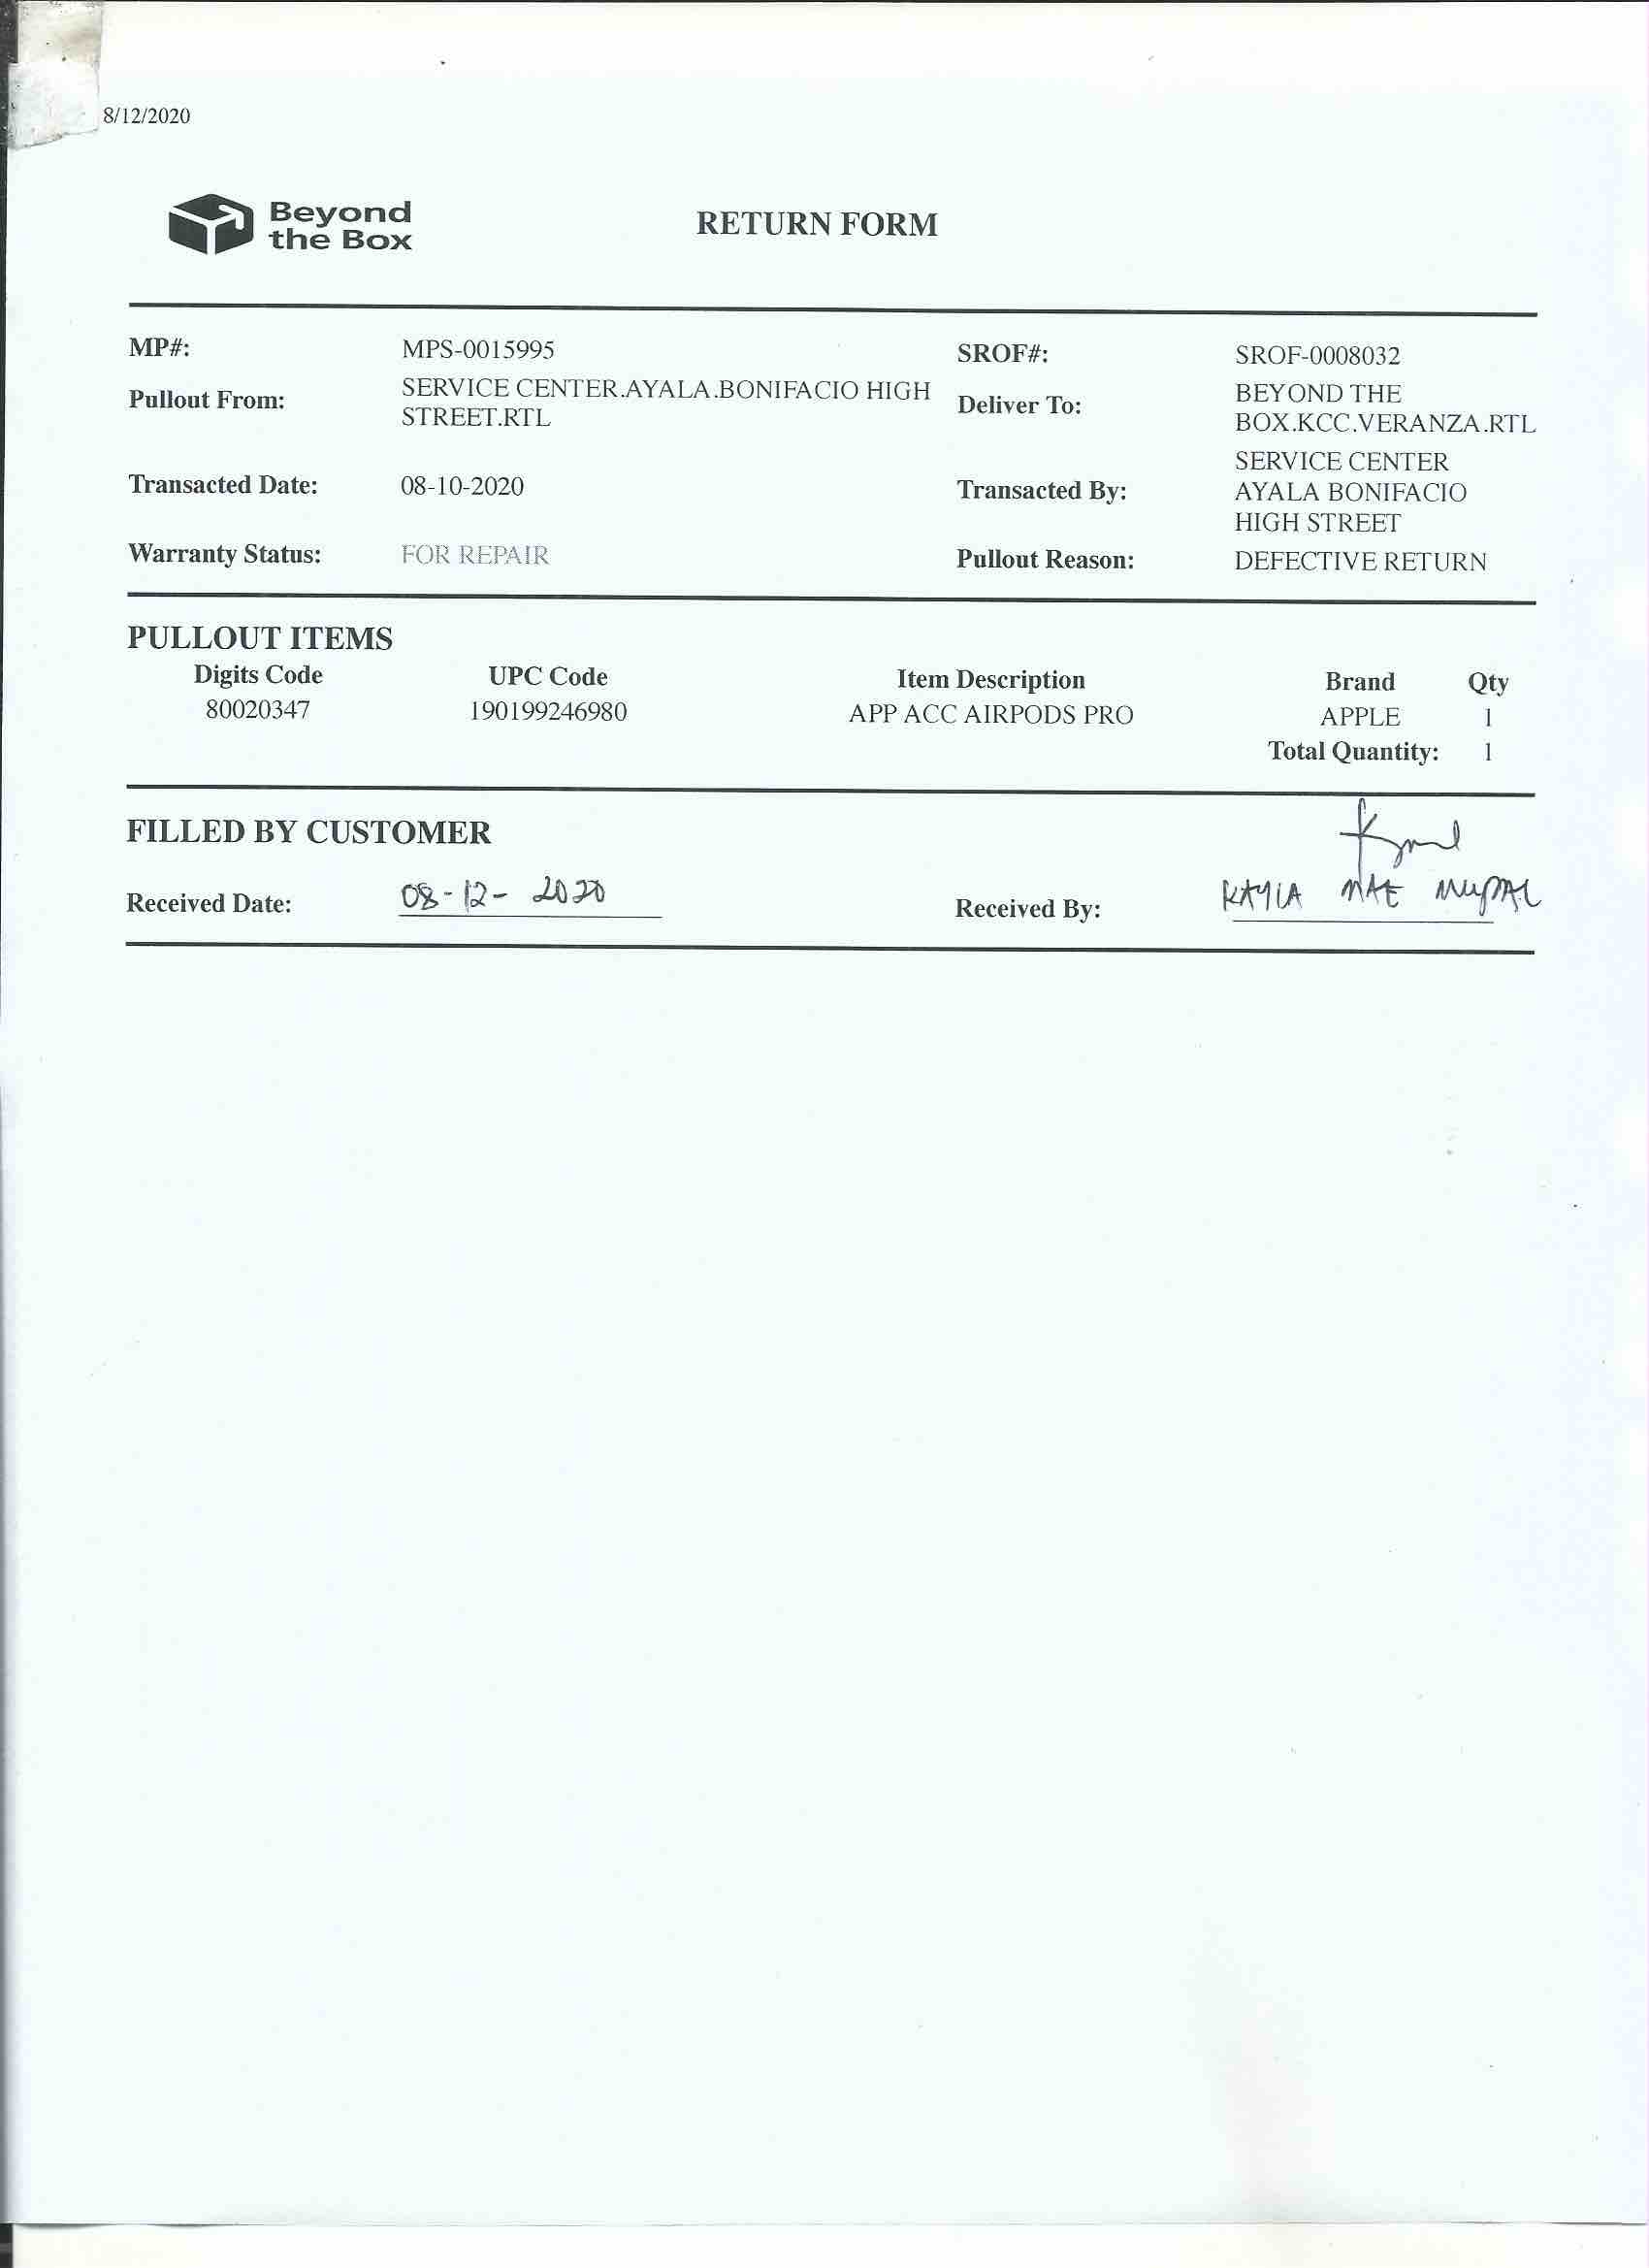 8/12/2020
Beyond
the Box
RETURN FORM
MP#: MPS-0015995 SROF#: SROF-0008032
Pullout From: SERVICE CENTER.AYALA.BONIFACIO HIGH STREET.RTL Deliver To: BEYOND THE BOX.KCC.VERANZA.RTL
Transacted Date: 08-10-2020 Transacted By: SERVICE CENTER AYALA BONIFACIO HIGH STREET
Warranty Status: FOR REPAIR Pullout Reason: DEFECTIVE RETURN
PULLOUT ITEMS
Digits Code UPC Code Item Description Brand Qty
80020347 190199246980 APP ACC AIRPODS PRO APPLE 1
Total Quantity: 1
FILLED BY CUSTOMER
Received Date: 08-12-2020 Received By: KAYLA MAE